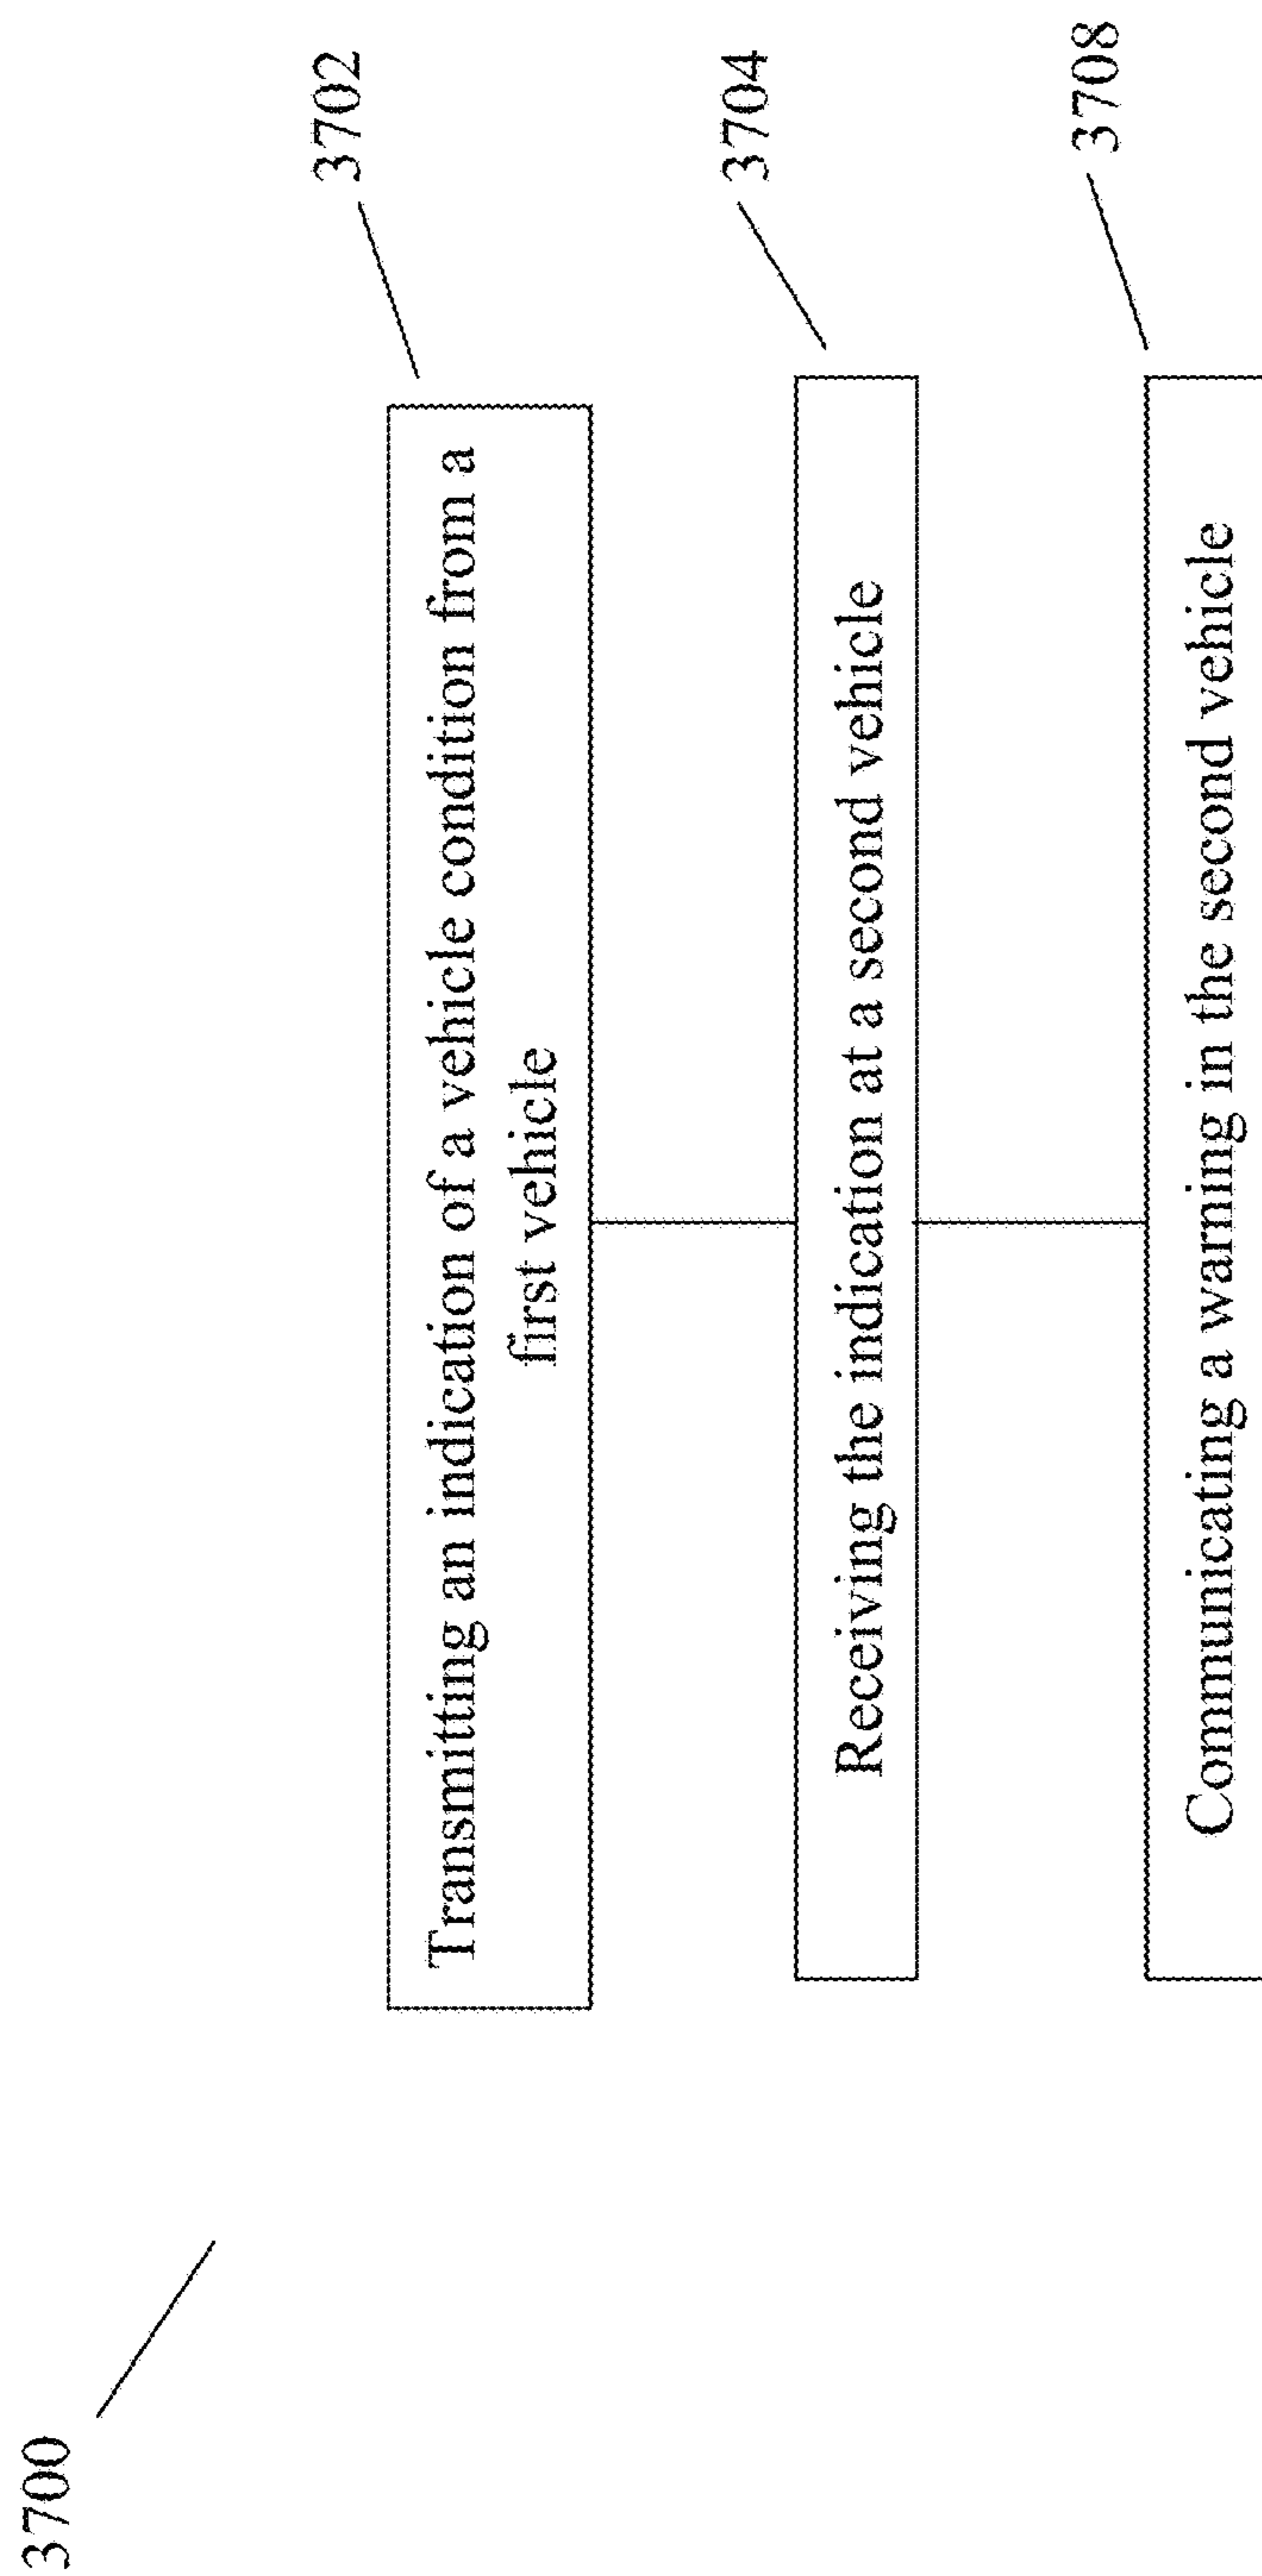 3700
3702
Transmitting an indication of a vehicle condition from a
first vehicle
3704
Receiving the indication at a second vehicle
3708
Communicating a warning in the second vehicle